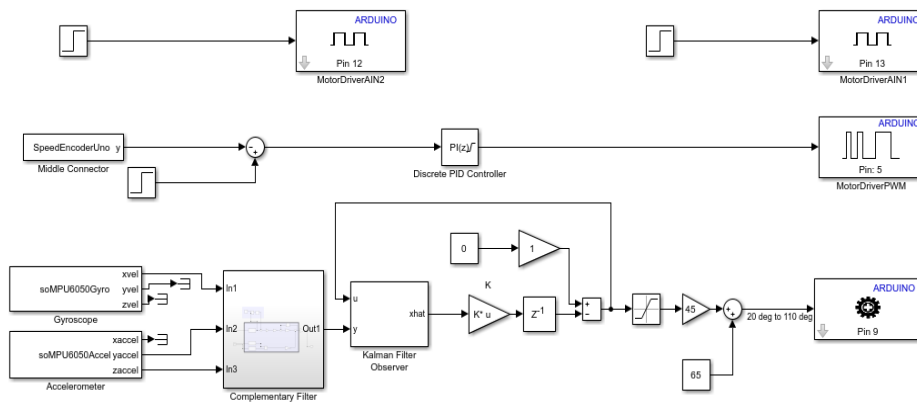 ARDUINO
Pin 12
MotorDriverAIN2
ARDUINO
Pin 13
MotorDriverAIN1
SpeedEncoderUno y
Middle Connector
PI(z)
Discrete PID Controller
ARDUINO
Pin: 5
MotorDriverPWM
soMPU6050Gyro
xvel
yvel
zvel
Gyroscope
soMPU6050Accel
xaccel
yaccel
zaccel
Accelerometer
In1
In2
In3
Out1
Complementary Filter
u
y
xhat
Kalman Filter
Observer
0
1
K
K* u
Z-1
45
65
20 deg to 110 deg
ARDUINO
Pin 9